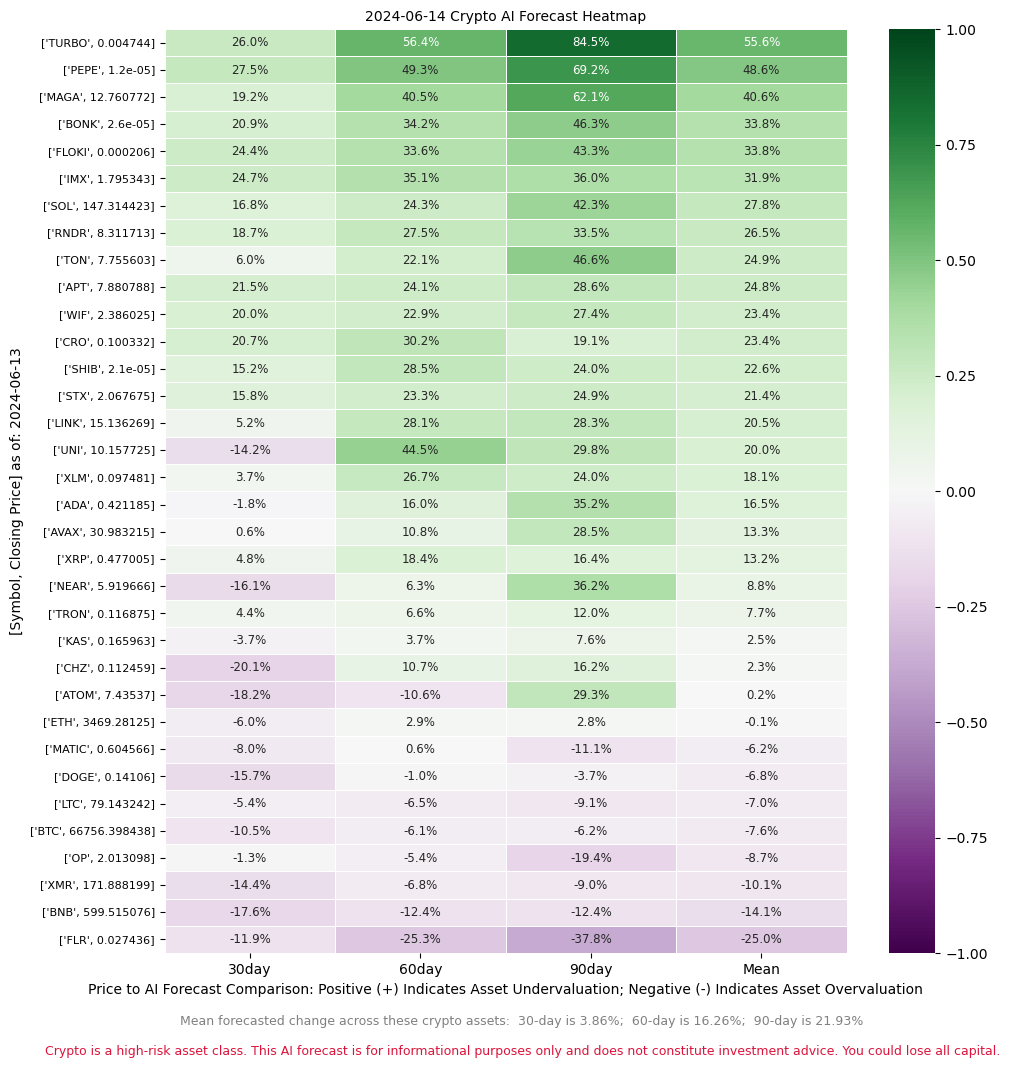 2024-06-14 Crypto AI Forecast Heatmap
['TURBO', 0.004744] 26.0% 56.4% 84.5% 55.6%
['PEPE', 1.2e-05] 27.5% 49.3% 69.2% 48.6%
['MAGA', 12.760772] 19.2% 40.5% 62.1% 40.6%
['BONK', 2.6e-05] 20.9% 34.2% 46.3% 33.8%
['FLOKI', 0.000206] 24.4% 33.6% 43.3% 33.8%
['IMX', 1.795343] 24.7% 35.1% 36.0% 31.9%
['SOL', 147.314423] 16.8% 24.3% 42.3% 27.8%
['RNDR', 8.311713] 18.7% 27.5% 33.5% 26.5%
['TON', 7.755603] 6.0% 22.1% 46.6% 24.9%
['APT', 7.880788] 21.5% 24.1% 28.6% 24.8%
['WIF', 2.386025] 20.0% 22.9% 27.4% 23.4%
['CRO', 0.100332] 20.7% 30.2% 19.1% 23.4%
['SHIB', 2.1e-05] 15.2% 28.5% 24.0% 22.6%
['STX', 2.067675] 15.8% 23.3% 24.9% 21.4%
['LINK', 15.136269] 5.2% 28.1% 28.3% 20.5%
['UNI', 10.157725] -14.2% 44.5% 29.8% 20.0%
['XLM', 0.097481] 3.7% 26.7% 24.0% 18.1%
['ADA', 0.421185] -1.8% 16.0% 35.2% 16.5%
['AVAX', 30.983215] 0.6% 10.8% 28.5% 13.3%
['XRP', 0.477005] 4.8% 18.4% 16.4% 13.2%
['NEAR', 5.919666] -16.1% 6.3% 36.2% 8.8%
['TRON', 0.116875] 4.4% 6.6% 12.0% 7.7%
['KAS', 0.165963] -3.7% 3.7% 7.6% 2.5%
['CHZ', 0.112459] -20.1% 10.7% 16.2% 2.3%
['ATOM', 7.43537] -18.2% -10.6% 29.3% 0.2%
['ETH', 3469.28125] -6.0% 2.9% 2.8% -0.1%
['MATIC', 0.604566] -8.0% 0.6% -11.1% -6.2%
['DOGE', 0.14106] -15.7% -1.0% -3.7% -6.8%
['LTC', 79.143242] -5.4% -6.5% -9.1% -7.0%
['BTC', 66756.398438] -10.5% -6.1% -6.2% -7.6%
['OP', 2.013098] -1.3% -5.4% -19.4% -8.7%
['XMR', 171.888199] -14.4% -6.8% -9.0% -10.1%
['BNB', 599.515076] -17.6% -12.4% -12.4% -14.1%
['FLR', 0.027436] -11.9% -25.3% -37.8% -25.0%
30day 60day 90day Mean
[Symbol, Closing Price] as of: 2024-06-13
1.00
0.75
0.50
0.25
0.00
−0.25
−0.50
−0.75
−1.00
Price to AI Forecast Comparison: Positive (+) Indicates Asset Undervaluation; Negative (-) Indicates Asset Overvaluation
Mean forecasted change across these crypto assets: 30-day is 3.86%; 60-day is 16.26%; 90-day is 21.93%
Crypto is a high-risk asset class. This AI forecast is for informational purposes only and does not constitute investment advice. You could lose all capital.